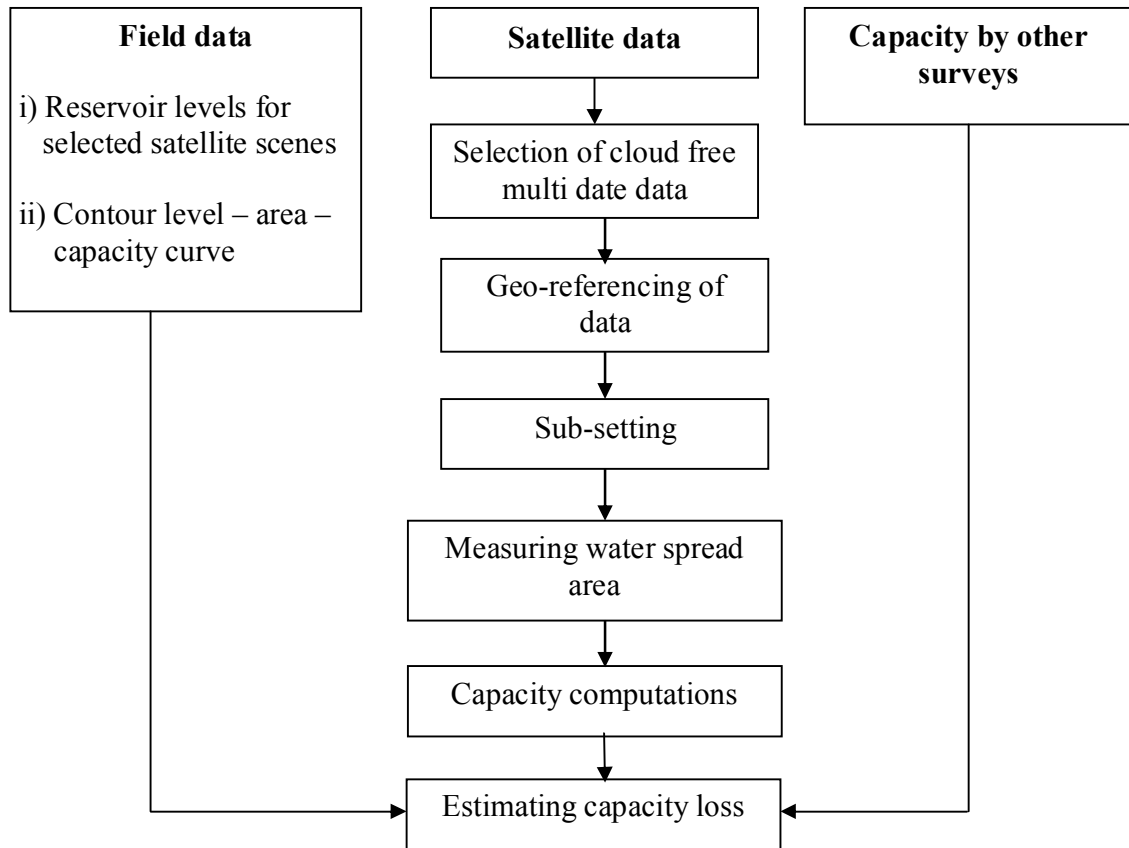 Field data
i) Reservoir levels for
selected satellite scenes
ii) Contour level – area –
capacity curve
Satellite data
Selection of cloud free
multi date data
Geo-referencing of
data
Sub-setting
Measuring water spread
area
Capacity computations
Estimating capacity loss
Capacity by other
surveys